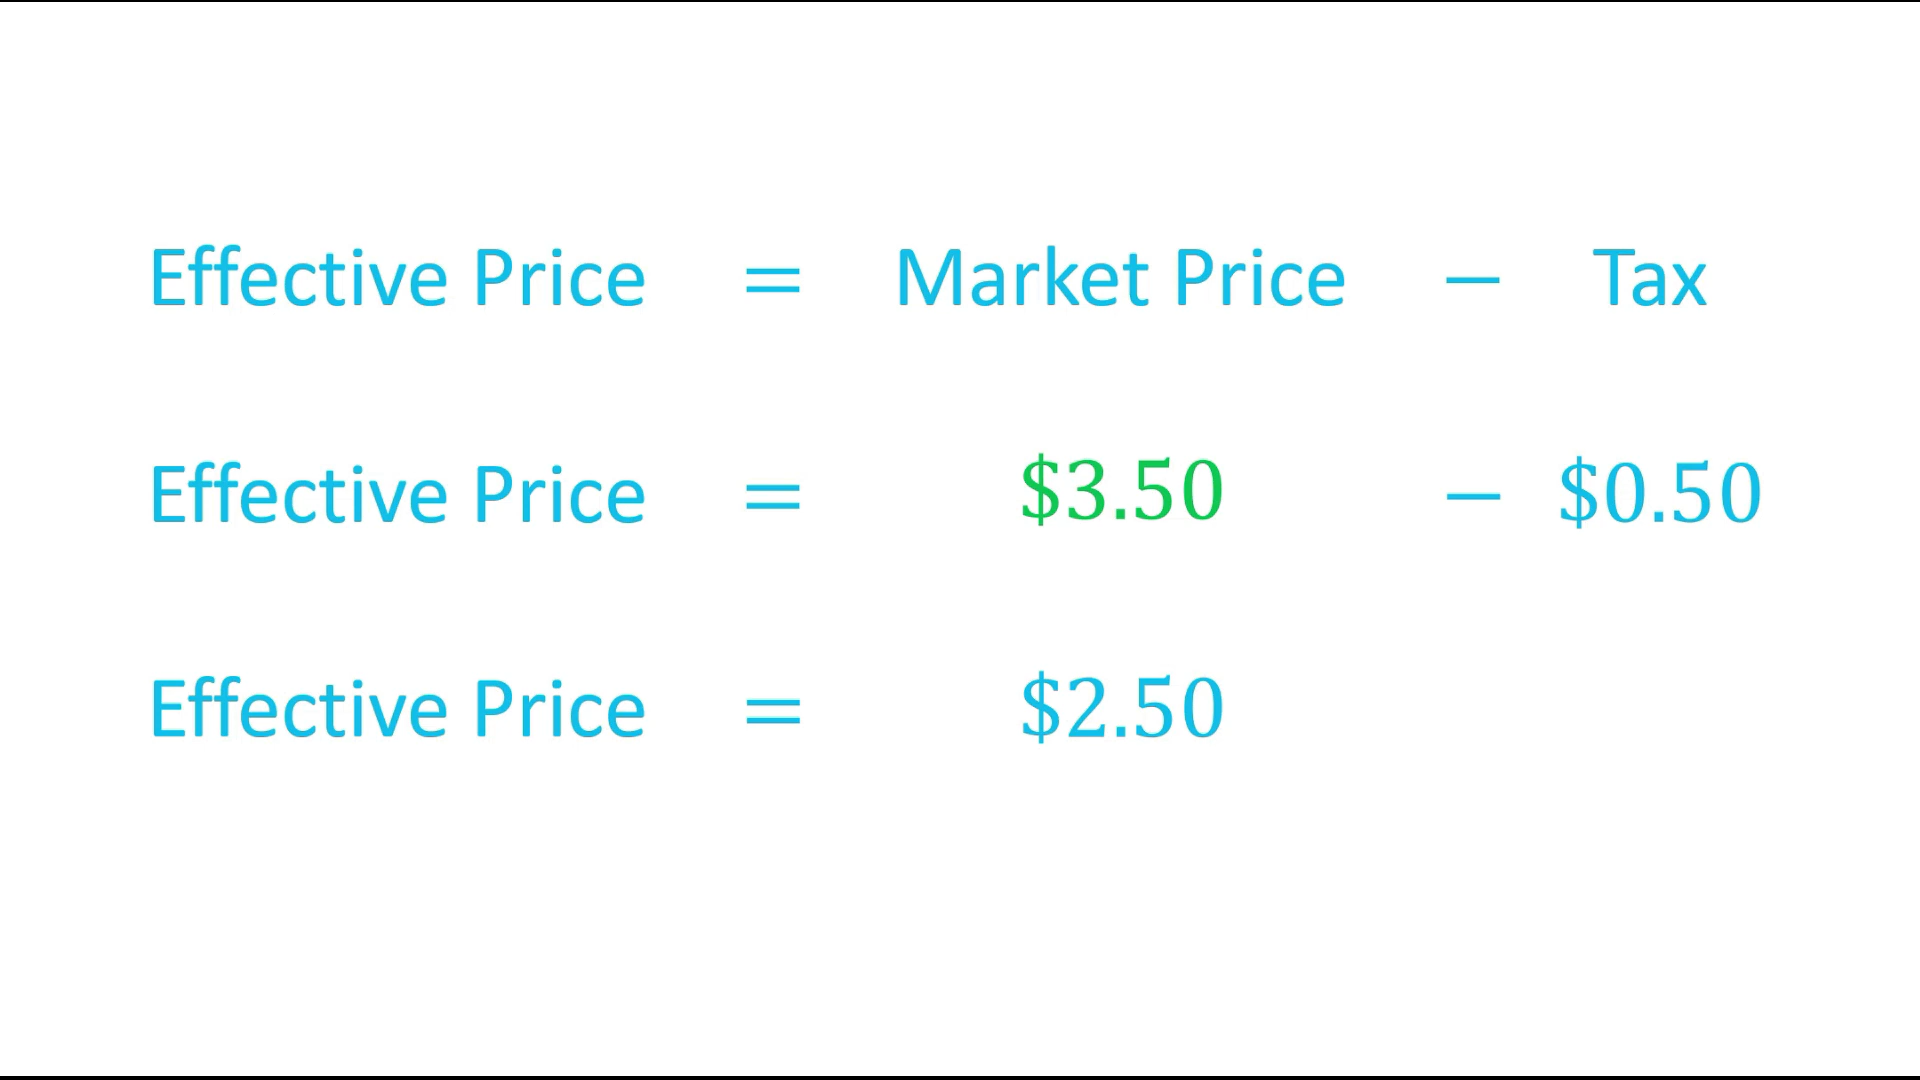 Effective Price = Market Price − Tax
Effective Price = $3.50 − $0.50
Effective Price = $2.50